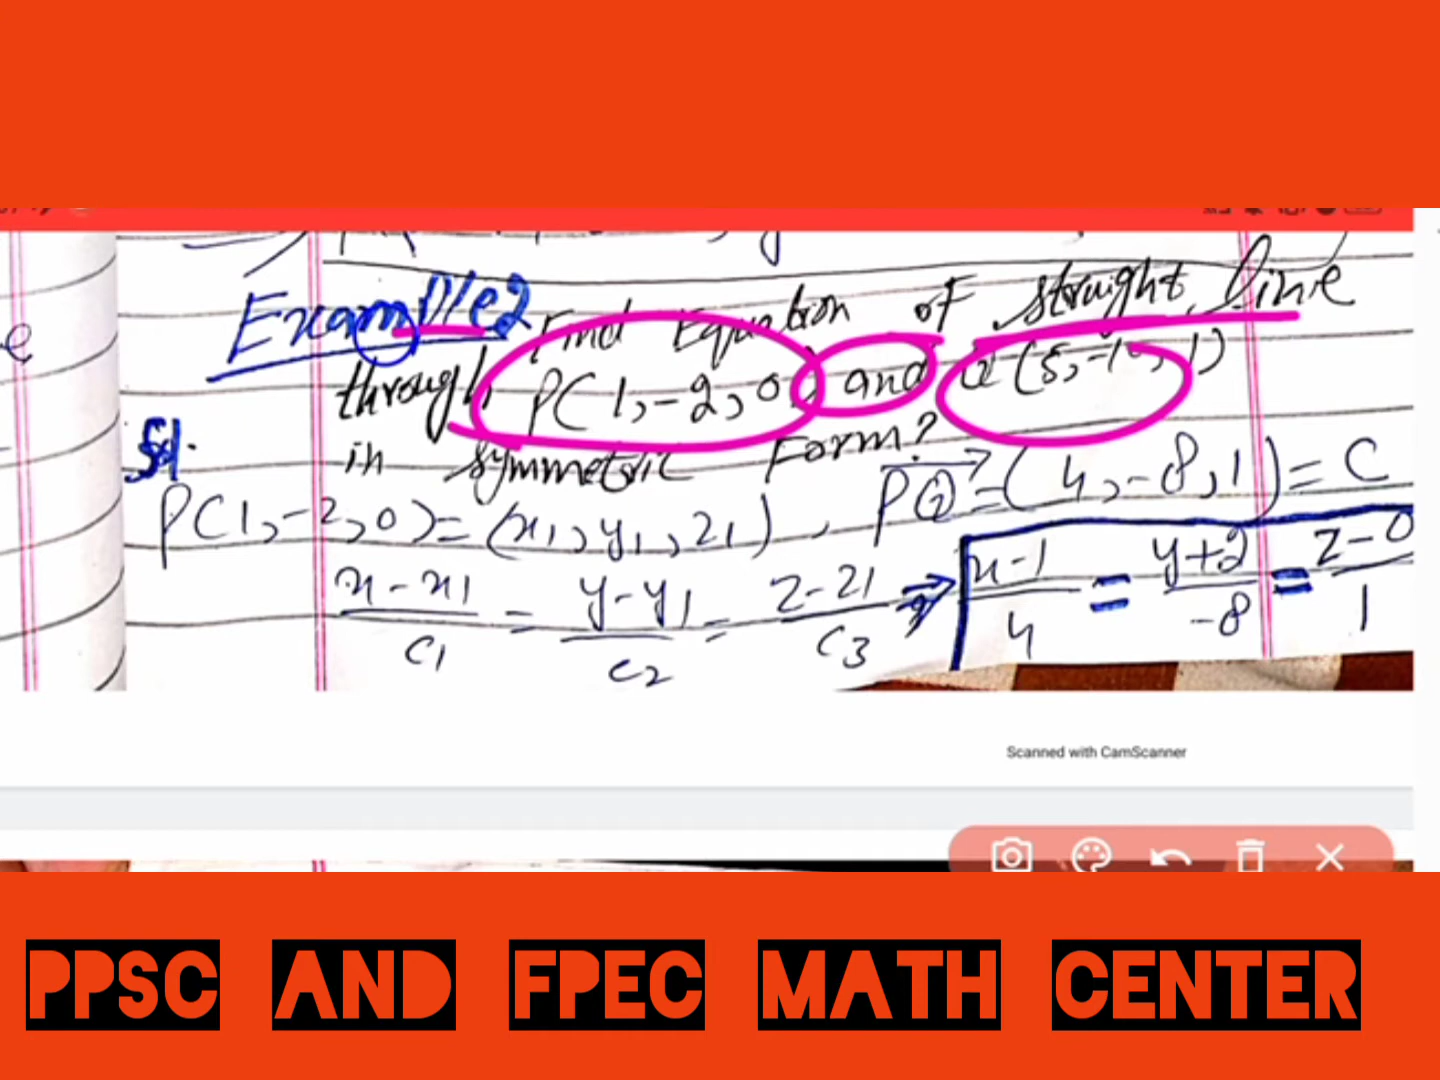 Example 2 Find Equation of straight line
through P(1,-2,0) and Q(5,-1,1)
in symmetric Form?
Sol.
P(1,-2,0)=(x1,y1,z1), PQ=(4,-8,1)=C
x-x1/c1 = y-y1/c2 = z-z1/c3 ⇒ x-1/4 = y+2/-8 = z-0/1
Scanned with CamScanner
PPSC AND FPEC MATH CENTER